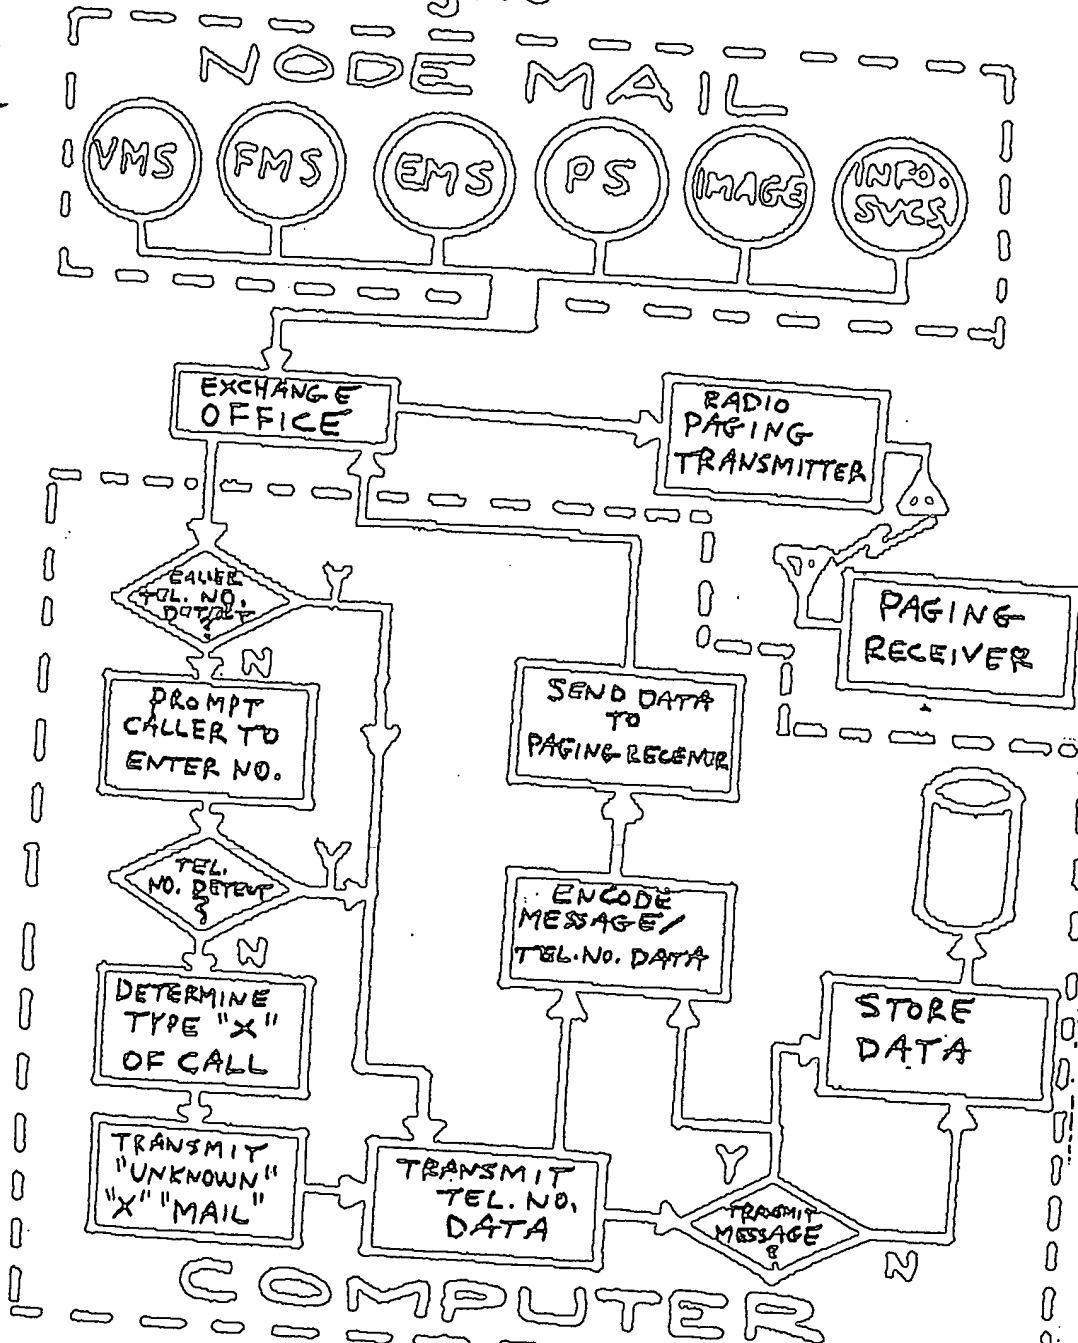 NODE MAIL
VMS
FMS
EMS
PS
IMAGE
INFO.
SVCS
EXCHANGE
OFFICE
RADIO
PAGING
TRANSMITTER
PAGING
RECEIVER
CALLER
TEL. NO.
DETECT
?
Y
N
PROMPT
CALLER TO
ENTER NO.
SEND DATA
TO
PAGING RECEIVER
TEL.
NO. DETECT
?
Y
N
ENCODE
MESSAGE/
TEL.NO. DATA
DETERMINE
TYPE "X"
OF CALL
STORE
DATA
TRANSMIT
"UNKNOWN"
"X" "MAIL"
TRANSMIT
TEL. NO.
DATA
Y
TRANSMIT
MESSAGE
?
N
COMPUTER